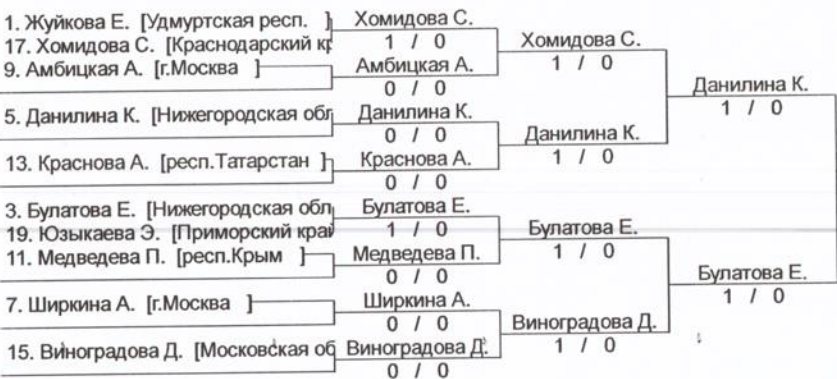 1. Жуйкова Е. [Удмуртская респ. ]
17. Хомидова С. [Краснодарский кр
9. Амбицкая А. [г.Москва ]
5. Данилина К. [Нижегородская обл
13. Краснова А. [респ.Татарстан ]
3. Булатова Е. [Нижегородская обл
19. Юзыкаева Э. [Приморский край
11. Медведева П. [респ.Крым ]
7. Ширкина А. [г.Москва ]
15. Виноградова Д. [Московская об
Хомидова С.
1 / 0
Амбицкая А.
0 / 0
Данилина К.
0 / 0
Краснова А.
0 / 0
Булатова Е.
1 / 0
Медведева П.
0 / 0
Ширкина А.
0 / 0
Виноградова Д.
0 / 0
Хомидова С.
1 / 0
Данилина К.
1 / 0
Булатова Е.
1 / 0
Виноградова Д.
1 / 0
Данилина К.
1 / 0
Булатова Е.
1 / 0